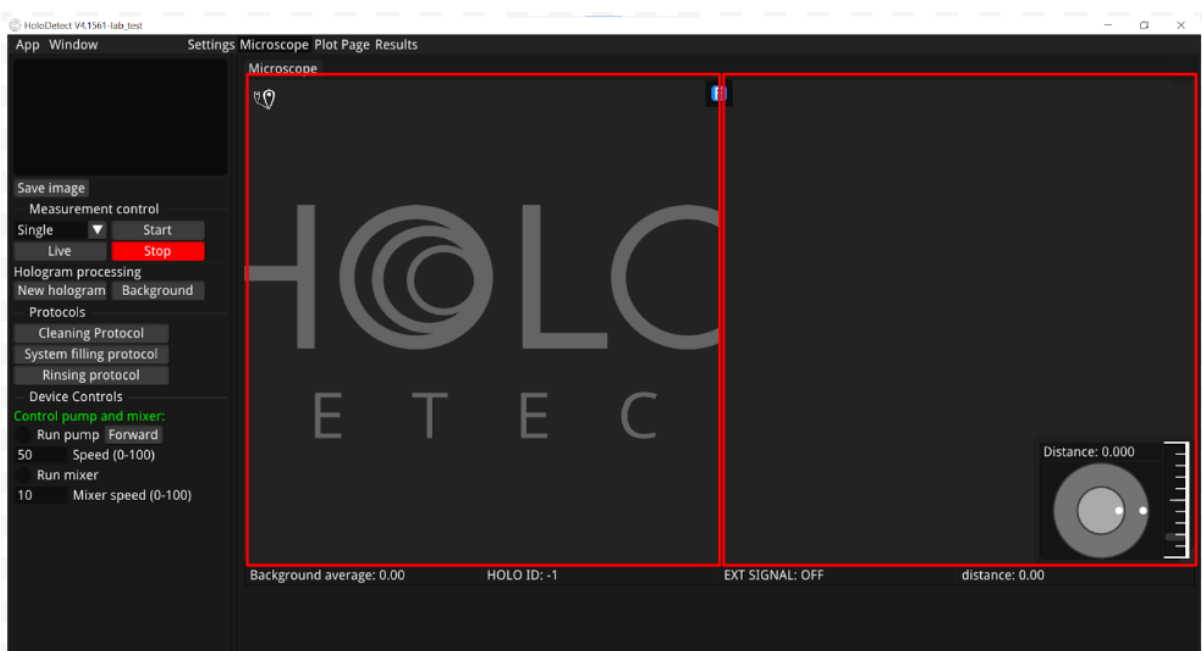 HoloDetect V4.1561-lab_test
App Window Settings Microscope Plot Page Results
Microscope
Save image
Measurement control
Single Start
Live Stop
Hologram processing
New hologram Background
Protocols
Cleaning Protocol
System filling protocol
Rinsing protocol
Device Controls
Control pump and mixer:
Run pump Forward
50 Speed (0-100)
Run mixer
10 Mixer speed (0-100)
HOLO
ETEC
Distance: 0.000
Background average: 0.00 HOLO ID: -1 EXT SIGNAL: OFF distance: 0.00